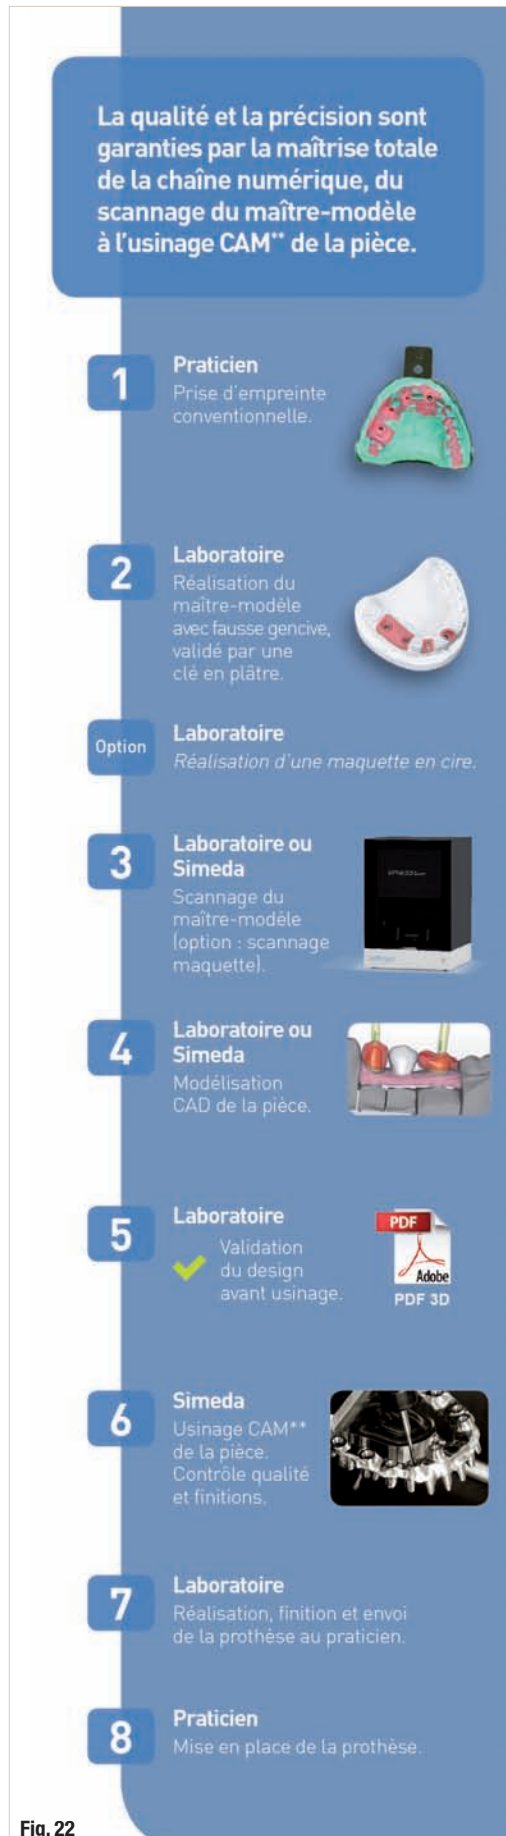 La qualité et la précision sont
garanties par la maîtrise totale
de la chaîne numérique, du
scannage du maître-modèle
à l'usinage CAM** de la pièce.
1
Praticien
Prise d'empreinte
conventionnelle.
2
Laboratoire
Réalisation du
maître-modèle
avec fausse gencive,
validé par une
clé en plâtre.
Option
Laboratoire
Réalisation d'une maquette en cire.
3
Laboratoire ou
Simeda
Scannage du
maître-modèle
(option : scannage
maquette).
4
Laboratoire ou
Simeda
Modélisation
CAD de la pièce.
5
Laboratoire
Validation
du design
avant usinage.
PDF
Adobe
PDF 3D
6
Simeda
Usinage CAM**
de la pièce.
Contrôle qualité
et finitions.
7
Laboratoire
Réalisation, finition et envoi
de la prothèse au praticien.
8
Praticien
Mise en place de la prothèse.
Fig. 22